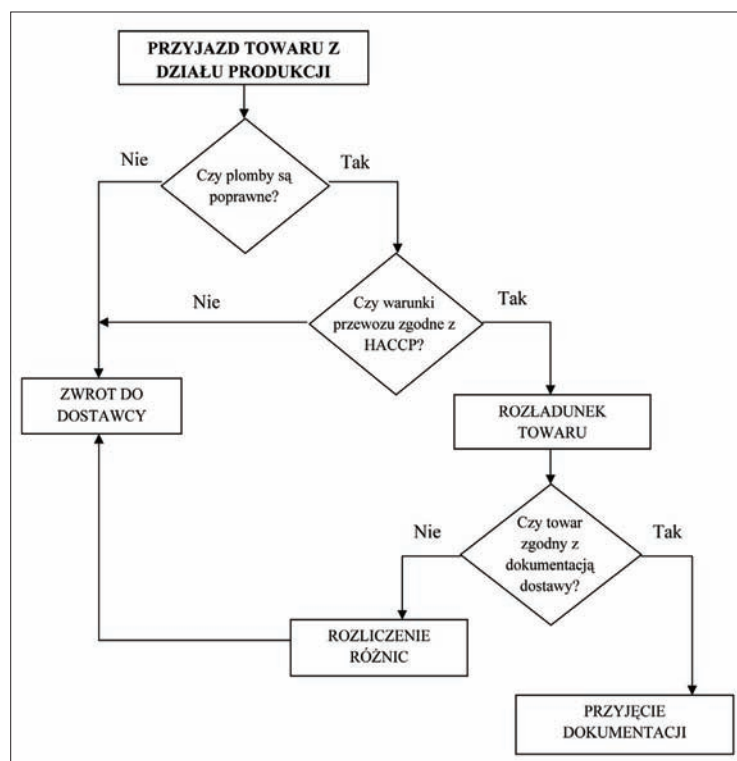 PRZYJAZD TOWARU Z
DZIAŁU PRODUKCJI
Nie
Tak
Czy plomby są
poprawne?
Nie
Tak
Czy warunki
przewozu zgodne z
HACCP?
ZWROT DO
DOSTAWCY
ROZŁADUNEK
TOWARU
Nie
Tak
Czy towar
zgodny z
dokumentacją
dostawy?
ROZLICZENIE
RÓŻNIC
PRZYJĘCIE
DOKUMENTACJI